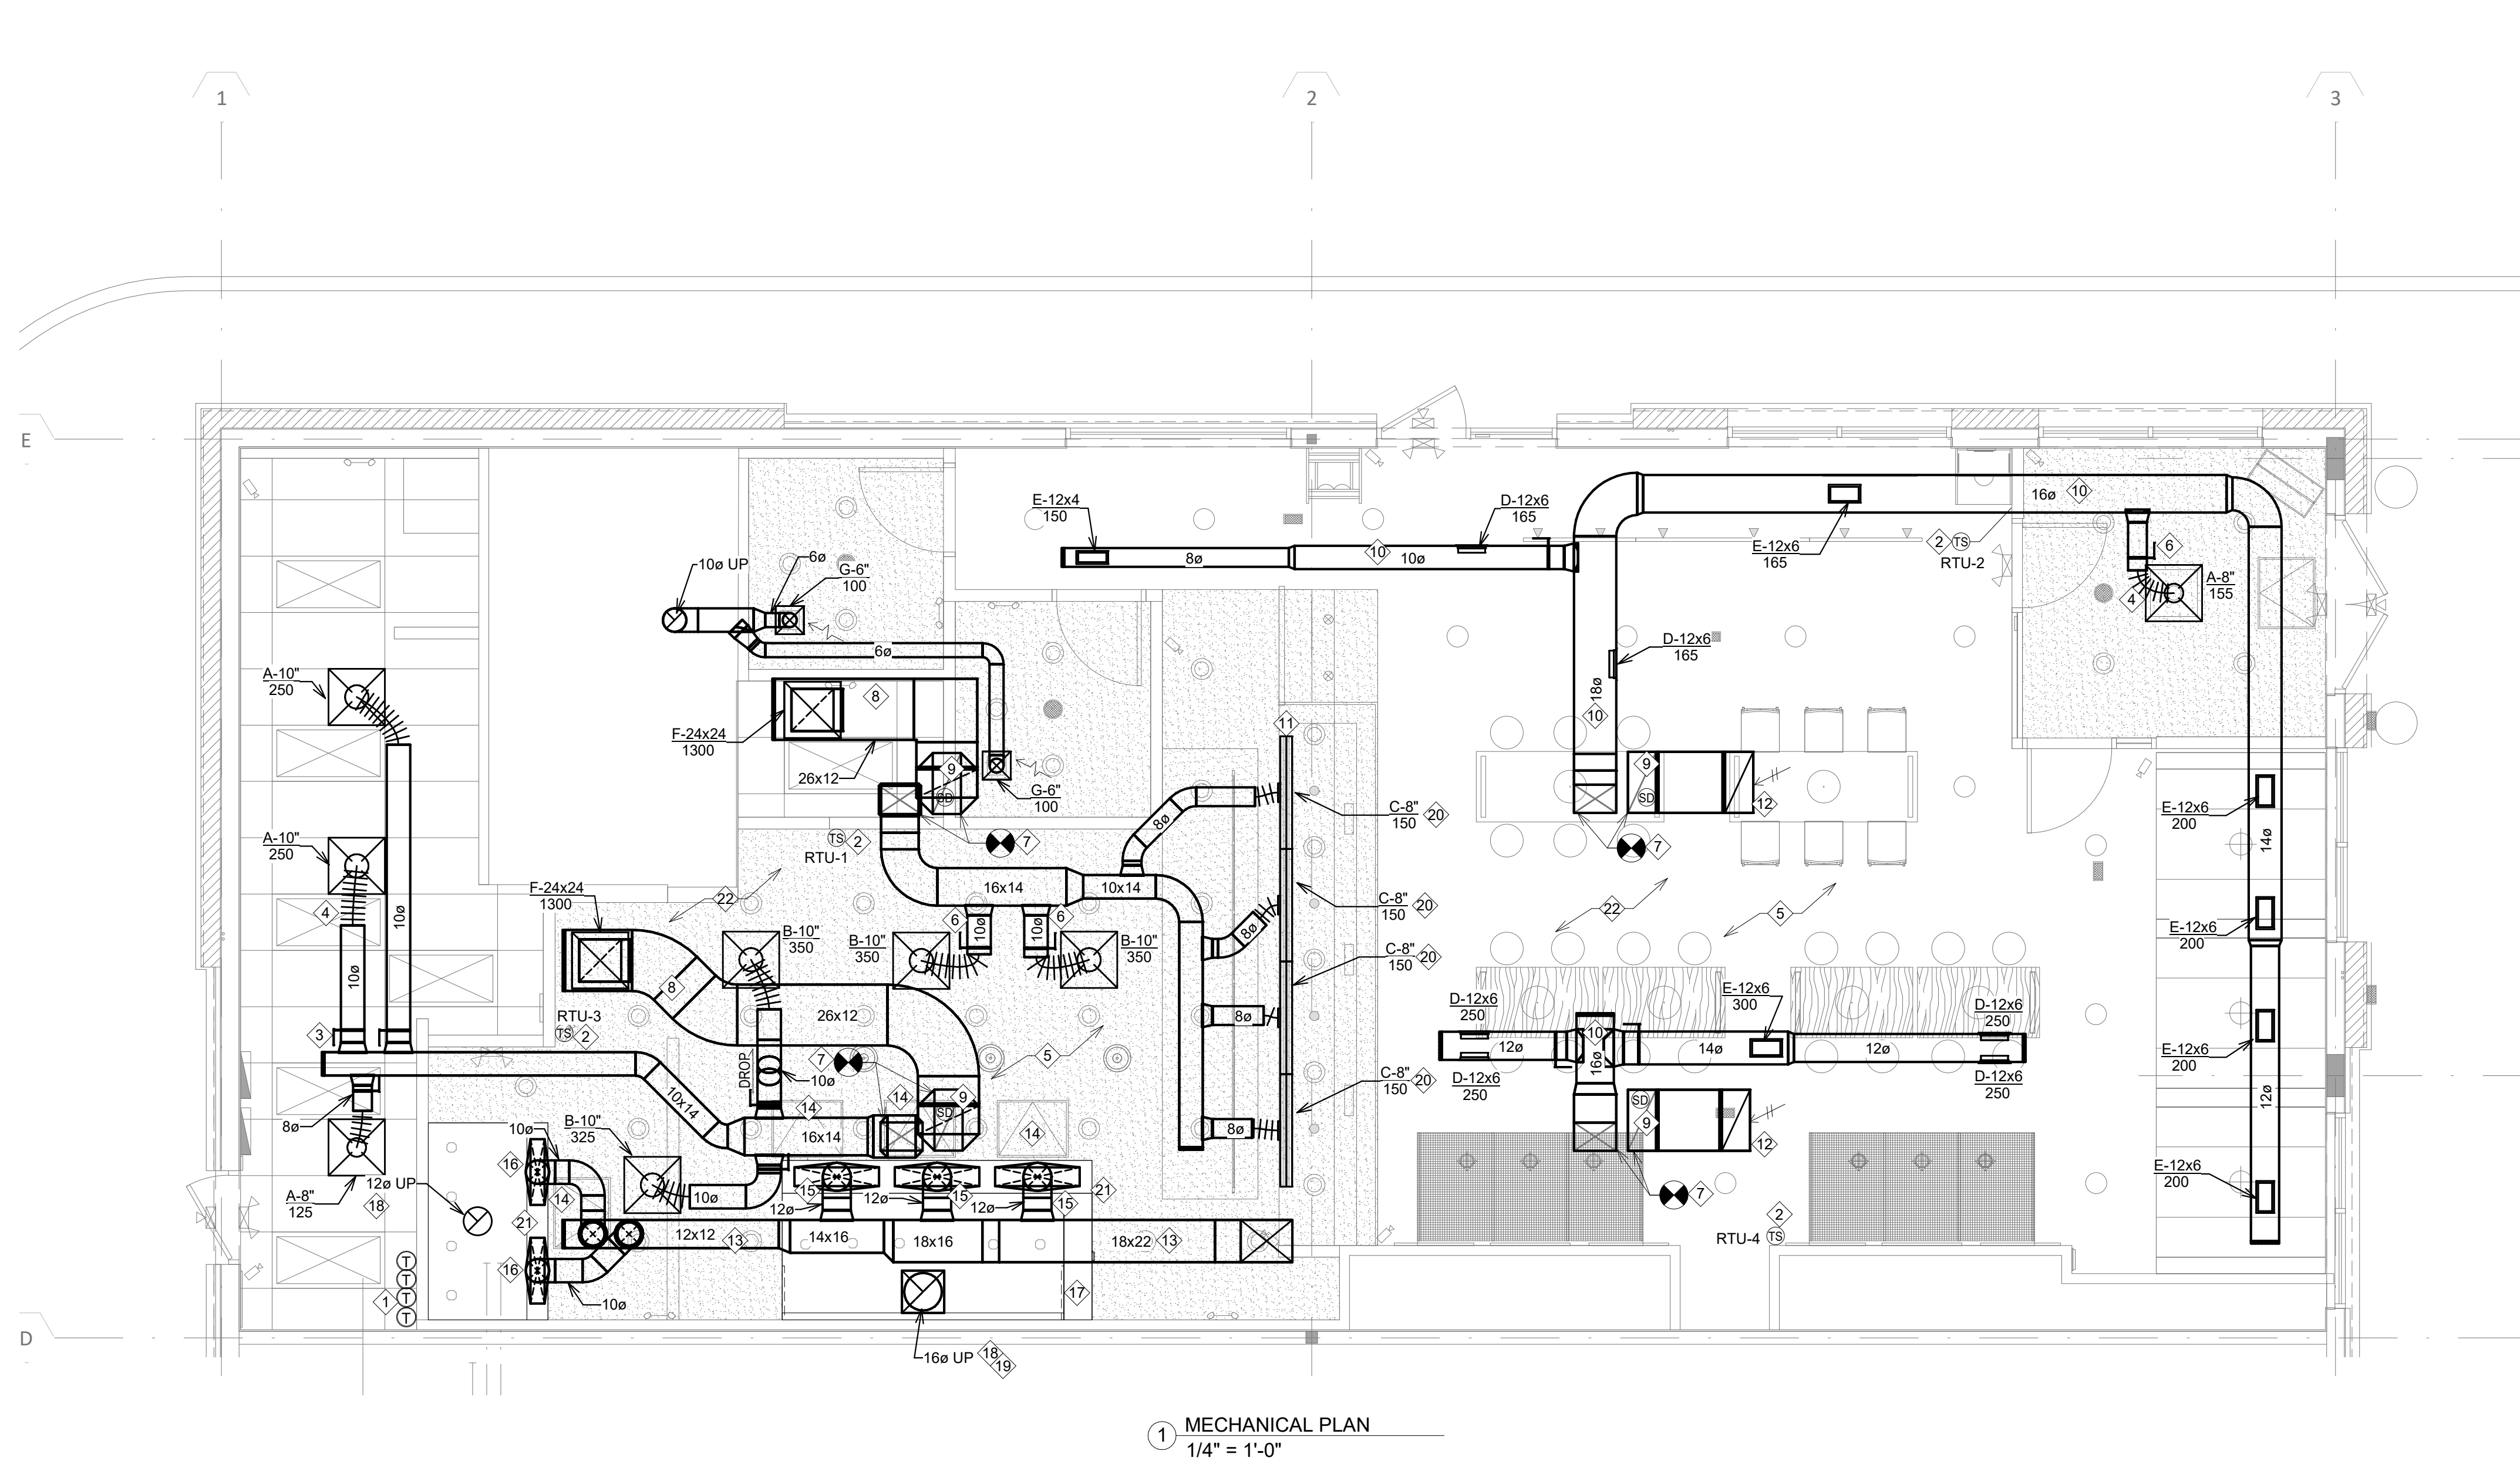 1
2
3
E
E-12x4
150
D-12x6
165
16ø
10
10ø UP
6ø
G-6"
100
8ø
10
10ø
E-12x6
165
2
TS
RTU-2
6
4
A-8"
155
6ø
D-12x6
165
A-10"
250
8
F-24x24
1300
26x12
9
SD
G-6"
100
11
18ø
10
9
SD
12
C-8"
150
20
E-12x6
200
14ø
A-10"
250
TS
2
RTU-1
7
8ø
7
4
10ø
10ø
F-24x24
1300
22
16x14
10x14
C-8"
150
20
22
5
E-12x6
200
B-10"
350
B-10"
350
6
10ø
6
10ø
B-10"
350
8ø
C-8"
150
20
8
26x12
8ø
RTU-3
TS
2
3
DROP
7
10ø
5
D-12x6
250
E-12x6
300
D-12x6
250
12ø
10
16ø
14ø
12ø
E-12x6
200
C-8"
150
20
D-12x6
250
D-12x6
250
12ø
10x14
14
14
9
SD
14
SD
9
12
8ø
10ø
B-10"
325
16x14
8ø
16
12ø UP
A-8"
125
18
14
10ø
15
15
15
21
12ø
12ø
12ø
7
E-12x6
200
21
12x12
13
14x16
18x16
18x22
13
2
RTU-4
TS
16
10ø
T
T
T
T
1
17
D
16ø UP
18
19
1
MECHANICAL PLAN
1/4" = 1'-0"